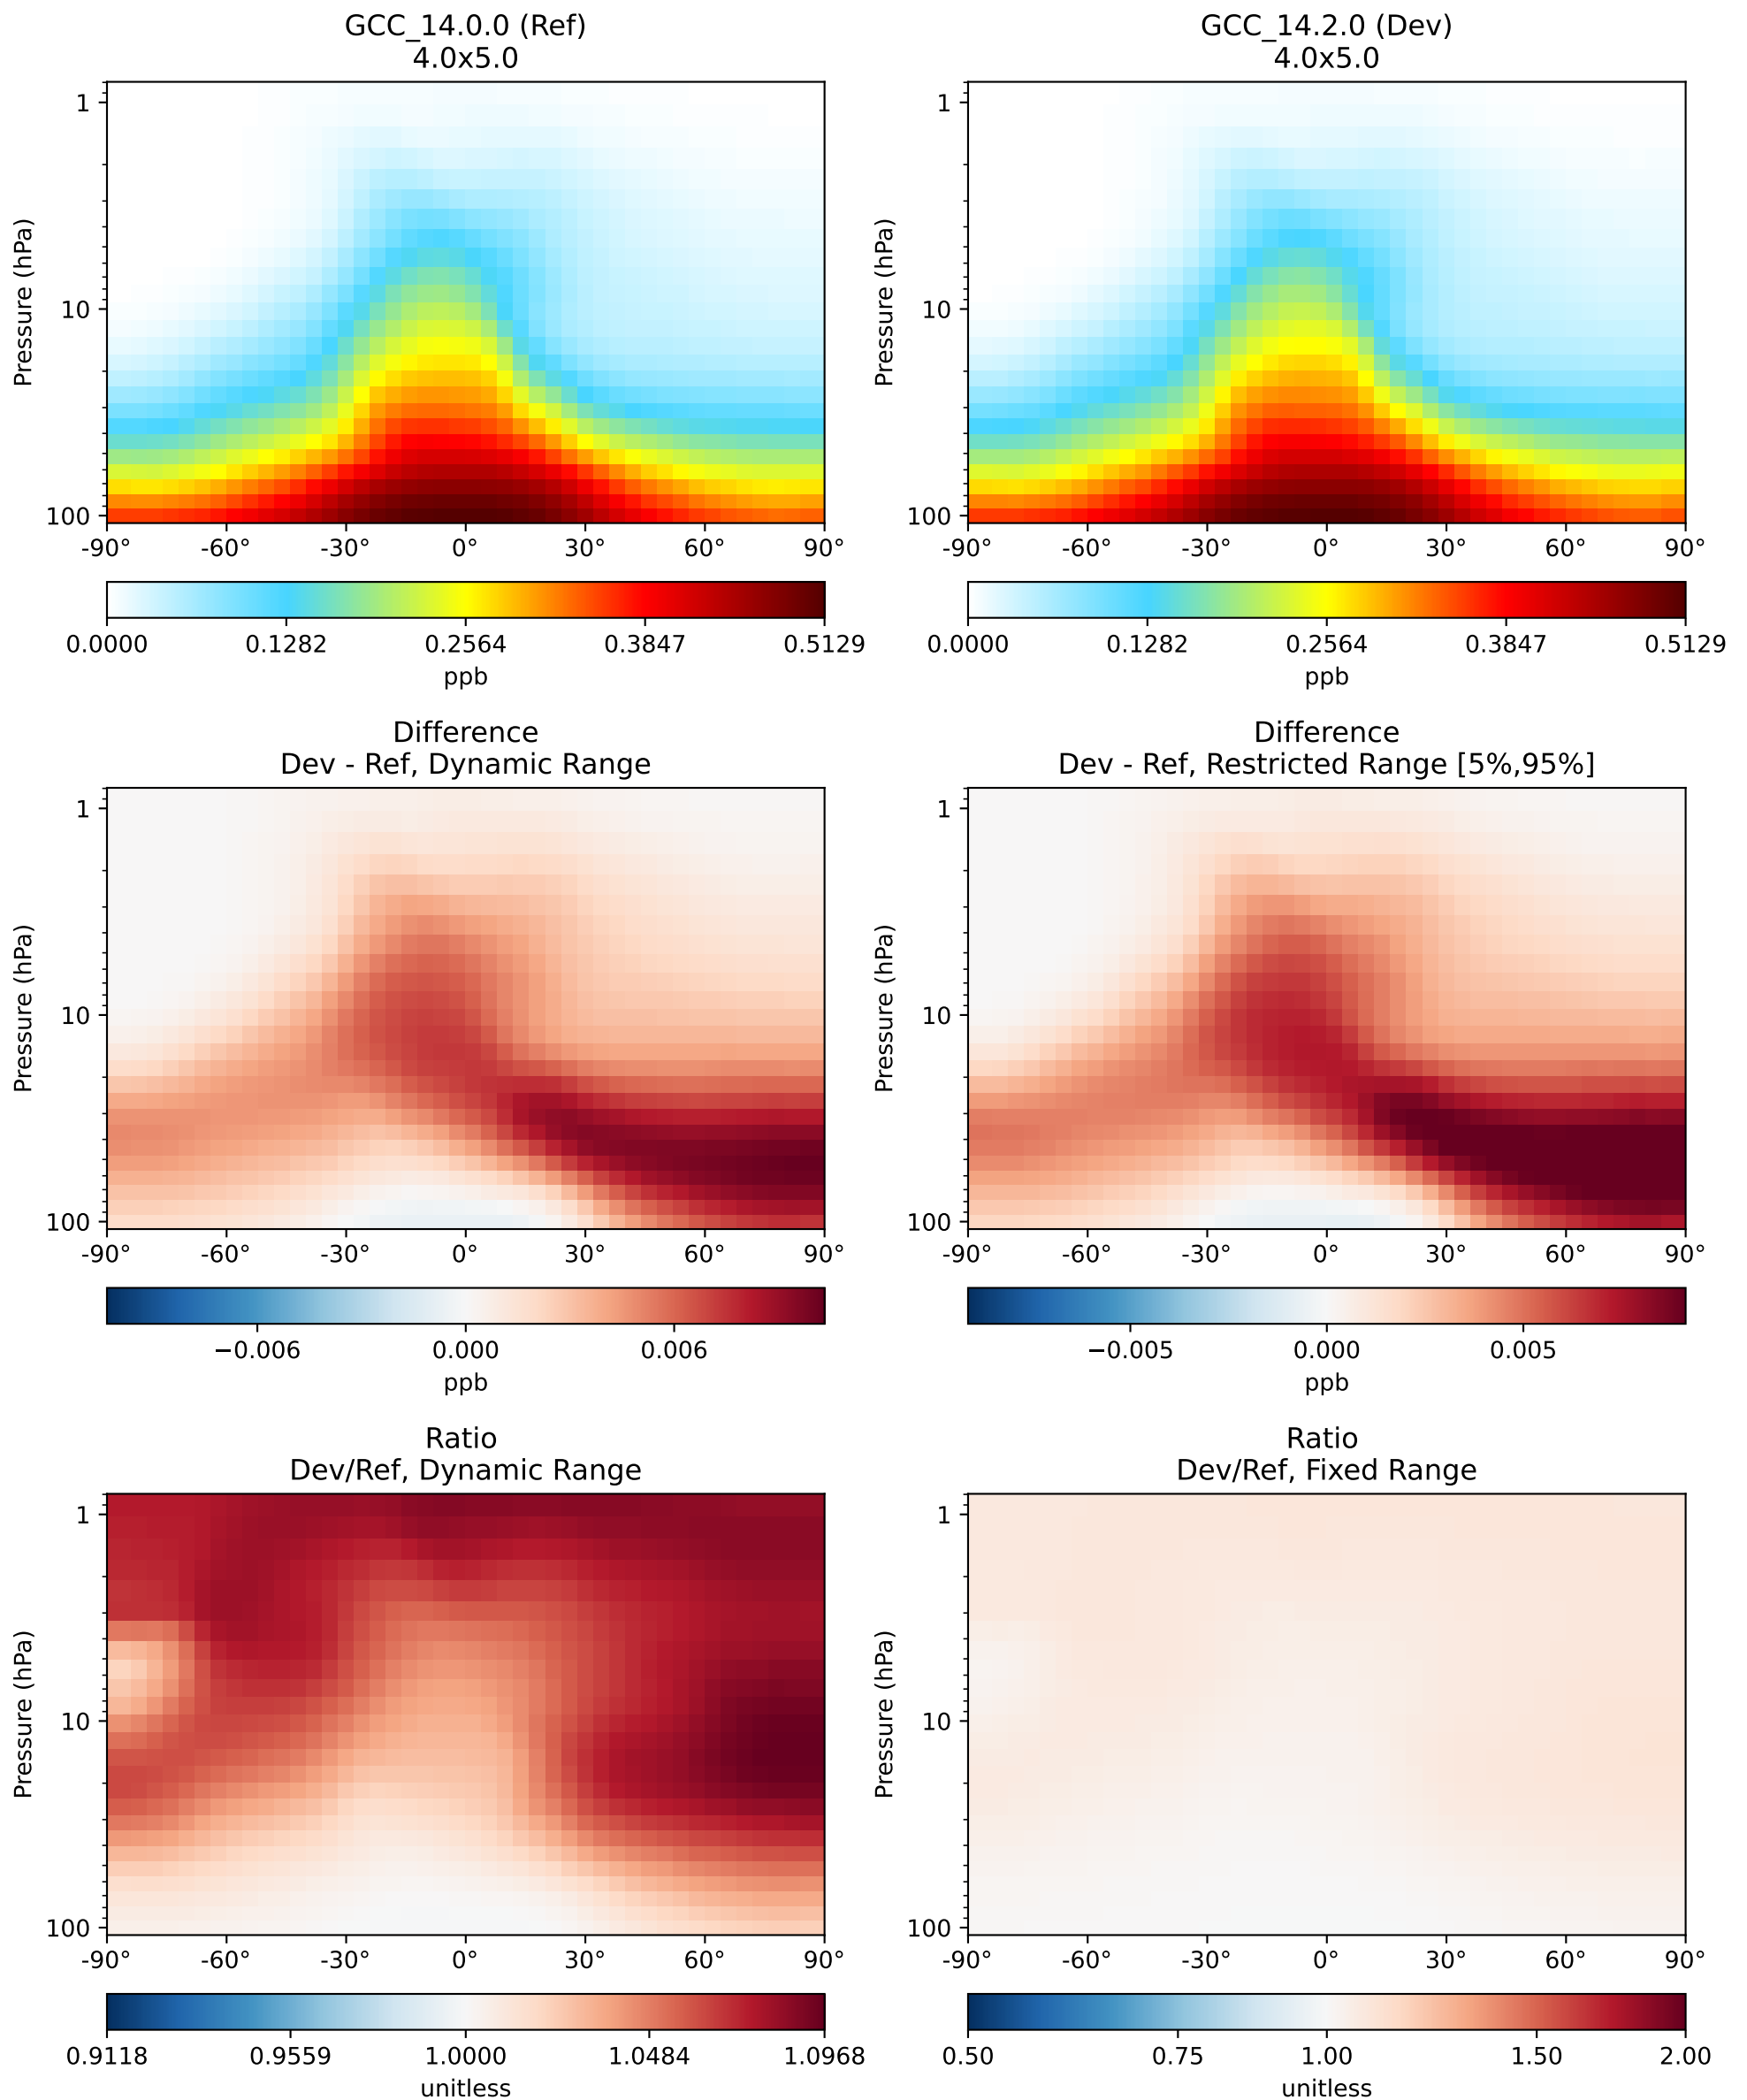 GCC_14.0.0 (Ref)
4.0x5.0
Pressure (hPa)
1
10
100
-90° -60° -30° 0° 30° 60° 90°
0.0000 0.1282 0.2564 0.3847 0.5129
ppb
GCC_14.2.0 (Dev)
4.0x5.0
Pressure (hPa)
1
10
100
-90° -60° -30° 0° 30° 60° 90°
0.0000 0.1282 0.2564 0.3847 0.5129
ppb
Difference
Dev - Ref, Dynamic Range
Pressure (hPa)
1
10
100
-90° -60° -30° 0° 30° 60° 90°
−0.006 0.000 0.006
ppb
Difference
Dev - Ref, Restricted Range [5%,95%]
Pressure (hPa)
1
10
100
-90° -60° -30° 0° 30° 60° 90°
−0.005 0.000 0.005
ppb
Ratio
Dev/Ref, Dynamic Range
Pressure (hPa)
1
10
100
-90° -60° -30° 0° 30° 60° 90°
0.9118 0.9559 1.0000 1.0484 1.0968
unitless
Ratio
Dev/Ref, Fixed Range
Pressure (hPa)
1
10
100
-90° -60° -30° 0° 30° 60° 90°
0.50 0.75 1.00 1.50 2.00
unitless